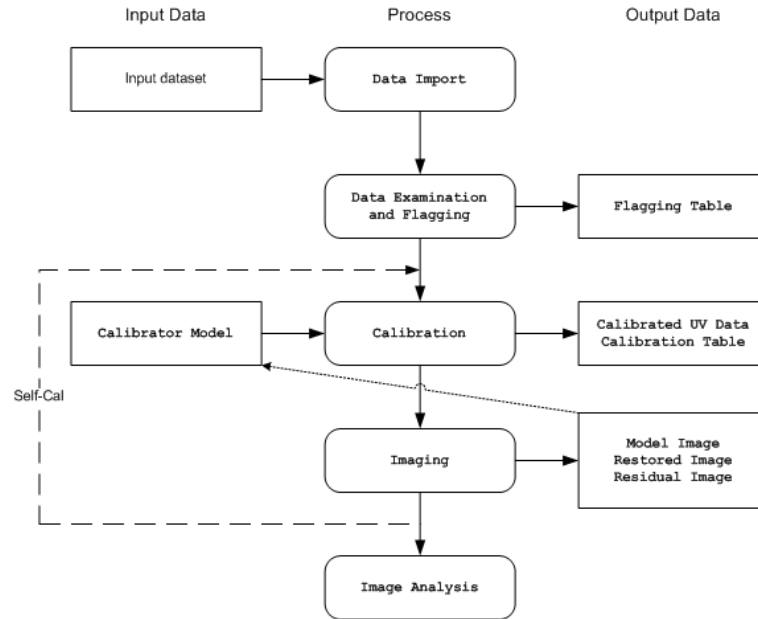 Input Data
Process
Output Data
Input dataset
Data Import
Data Examination
and Flagging
Flagging Table
Calibrator Model
Calibration
Calibrated UV Data
Calibration Table
Self-Cal
Imaging
Model Image
Restored Image
Residual Image
Image Analysis